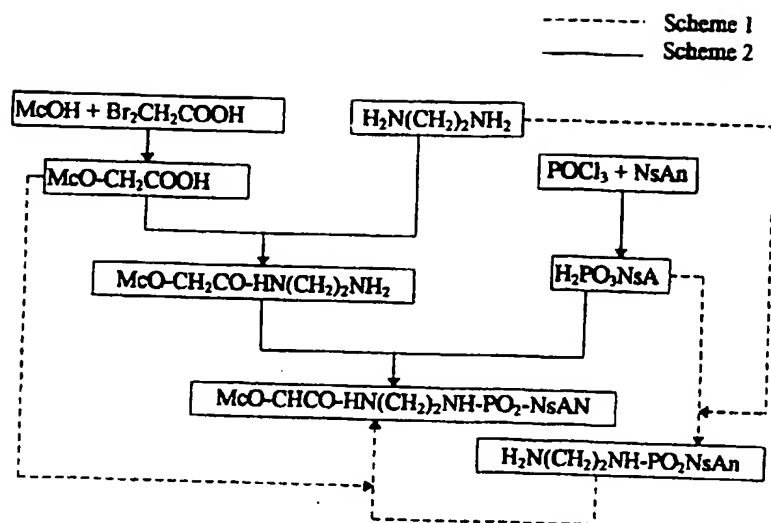 Scheme 1
Scheme 2
McOH + Br₂CH₂COOH
H₂N(CH₂)₂NH₂
McO-CH₂COOH
POCl₃ + NsAn
McO-CH₂CO-HN(CH₂)₂NH₂
H₂PO₃NsA
McO-CHCO-HN(CH₂)₂NH-PO₂-NsAN
H₂N(CH₂)₂NH-PO₂NsAn